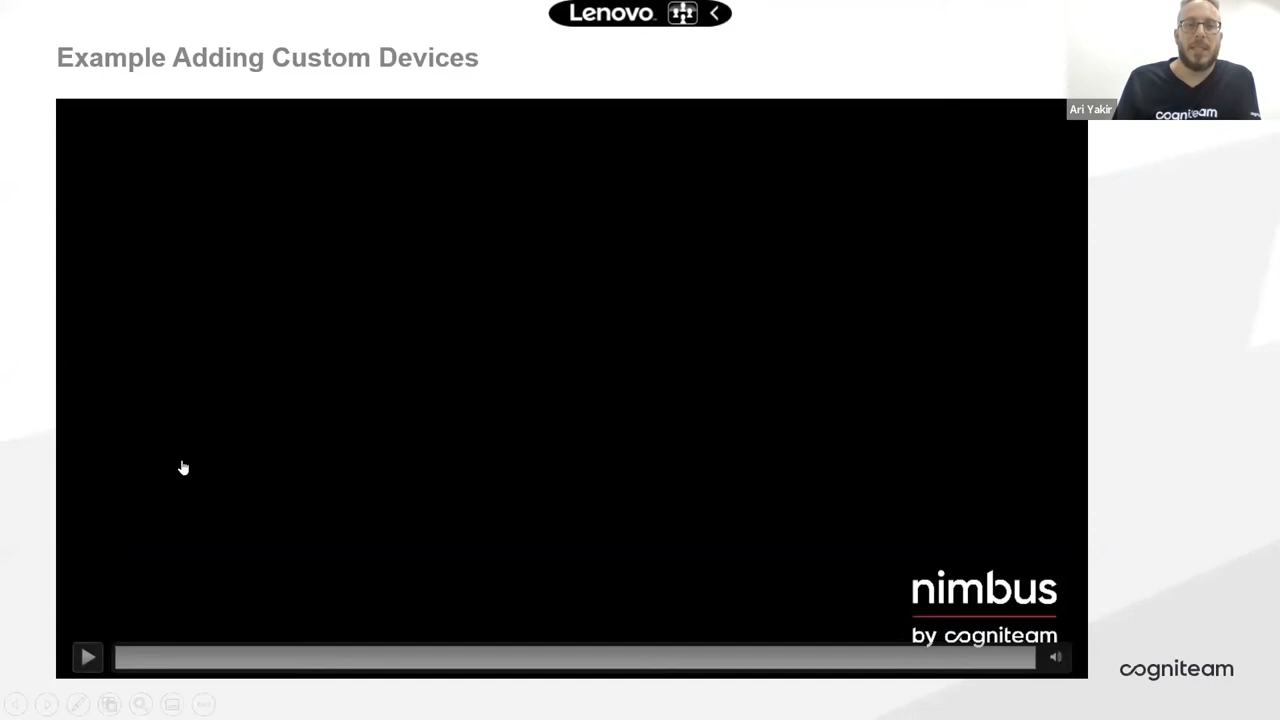 Lenovo
Example Adding Custom Devices
Ari Yakir
cogniteam
nimbus
by cogniteam
cogniteam